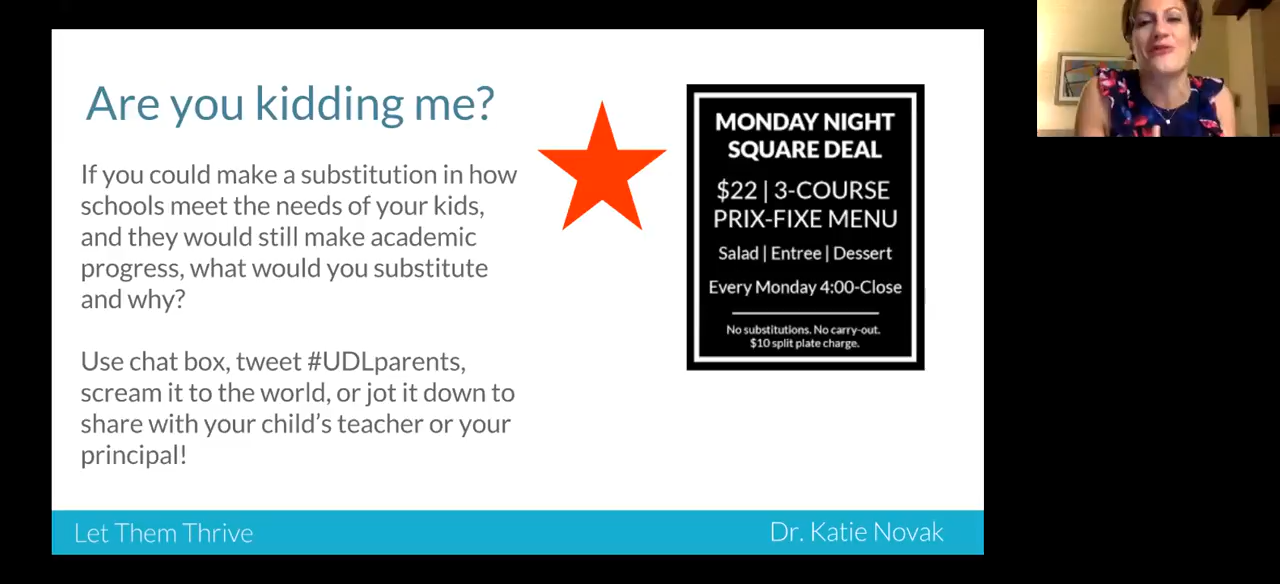 Are you kidding me?
If you could make a substitution in how
schools meet the needs of your kids,
and they would still make academic
progress, what would you substitute
and why?
Use chat box, tweet #UDLparents,
scream it to the world, or jot it down to
share with your child’s teacher or your
principal!
MONDAY NIGHT
SQUARE DEAL
$22 | 3-COURSE
PRIX-FIXE MENU
Salad | Entree | Dessert
Every Monday 4:00-Close
No substitutions. No carry-out.
$10 split plate charge.
Let Them Thrive
Dr. Katie Novak